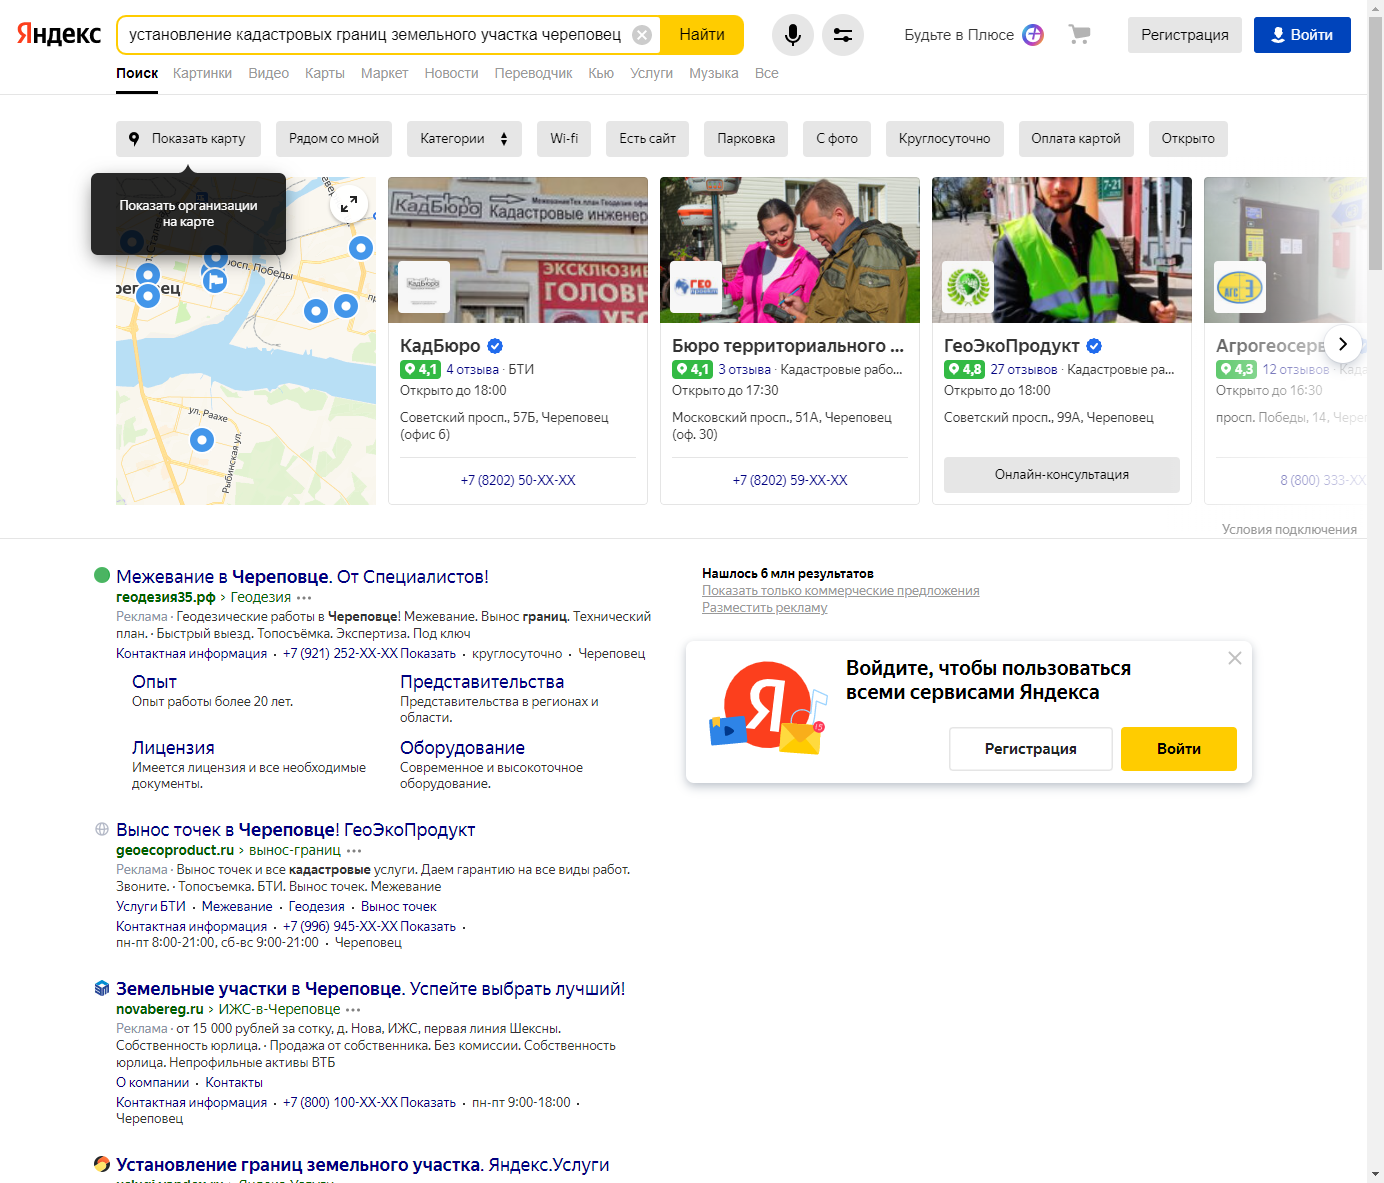 Яндекс
установление кадастровых границ земельного участка череповец
Найти
Будьте в Плюсе
Регистрация
Войти
Поиск Картинки Видео Карты Маркет Новости Переводчик Кью Услуги Музыка Все
Показать карту
Рядом со мной
Категории
Wi-fi
Есть сайт
Парковка
С фото
Круглосуточно
Оплата картой
Открыто
Показать организации
на карте
просп. Победы
ул. Раахе
Рыбинская ул.
КадБюро
Кадастровые инженер
ЭКСКЛЮЗИ
ГОЛОВН
КадБюро
ГЕО
7-21
АГС
КадБюро
4,1 4 отзыва · БТИ
Открыто до 18:00
Советский просп., 57Б, Череповец
(офис 6)
+7 (8202) 50-XX-XX
Бюро территориального ...
4,1 3 отзыва · Кадастровые рабо...
Открыто до 17:30
Московский просп., 51А, Череповец
(оф. 30)
+7 (8202) 59-XX-XX
ГеоЭкоПродукт
4,8 27 отзывов · Кадастровые ра...
Открыто до 18:00
Советский просп., 99А, Череповец
Онлайн-консультация
Агрогеосерв
4,3 12 отзывов · Када
Открыто до 16:30
просп. Победы, 14, Череп
8 (800) 333-XX
Условия подключения
Межевание в Череповце. От Специалистов!
геодезия35.рф › Геодезия
Реклама · Геодезические работы в Череповце! Межевание. Вынос границ. Технический
план. · Быстрый выезд. Топосъёмка. Экспертиза. Под ключ
Контактная информация · +7 (921) 252-XX-XX Показать · круглосуточно · Череповец
Опыт
Опыт работы более 20 лет.
Представительства
Представительства в регионах и
области.
Лицензия
Имеется лицензия и все необходимые
документы.
Оборудование
Современное и высокоточное
оборудование.
Вынос точек в Череповце! ГеоЭкоПродукт
geoecoproduct.ru › вынос-границ
Реклама · Вынос точек и все кадастровые услуги. Даем гарантию на все виды работ.
Звоните. · Топосъемка. БТИ. Вынос точек. Межевание
Услуги БТИ · Межевание · Геодезия · Вынос точек
Контактная информация · +7 (996) 945-XX-XX Показать ·
пн-пт 8:00-21:00, сб-вс 9:00-21:00 · Череповец
Земельные участки в Череповце. Успейте выбрать лучший!
novabereg.ru › ИЖС-в-Череповце
Реклама · от 15 000 рублей за сотку, д. Нова, ИЖС, первая линия Шексны.
Собственность юрлица. · Продажа от собственника. Без комиссии. Собственность
юрлица. Непрофильные активы ВТБ
О компании · Контакты
Контактная информация · +7 (800) 100-XX-XX Показать · пн-пт 9:00-18:00 ·
Череповец
Установление границ земельного участка. Яндекс.Услуги
uslugi.yandex.ru › Яндекс.Услуги
Нашлось 6 млн результатов
Показать только коммерческие предложения
Разместить рекламу
Я
15
Войдите, чтобы пользоваться
всеми сервисами Яндекса
Регистрация
Войти